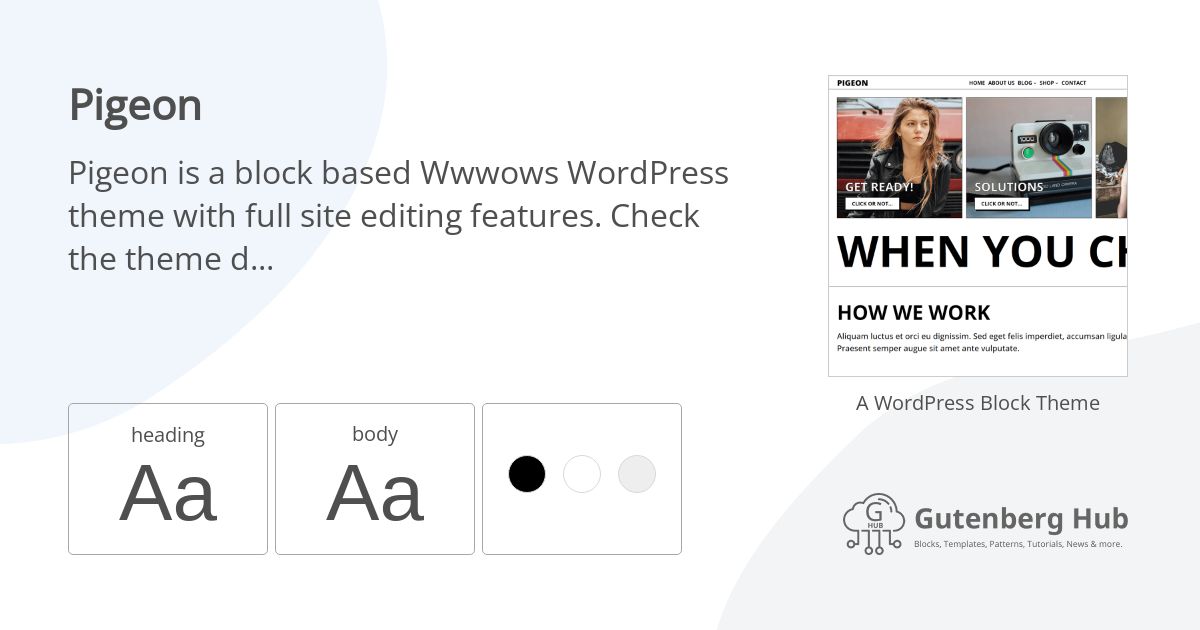 Pigeon
Pigeon is a block based Wwwows WordPress
theme with full site editing features. Check
the theme d...
heading
Aa
body
Aa
PIGEON
HOME ABOUT US BLOG - SHOP - CONTACT
GET READY!
CLICK OR NOT...
SOLUTIONS
CLICK OR NOT...
WHEN YOU CH
HOW WE WORK
Aliquam luctus et orci eu dignissim. Sed eget felis imperdiet, accumsan ligula
Praesent semper augue sit amet ante vulputate.
A WordPress Block Theme
G
HUB
Gutenberg Hub
Blocks, Templates, Patterns, Tutorials, News & more.